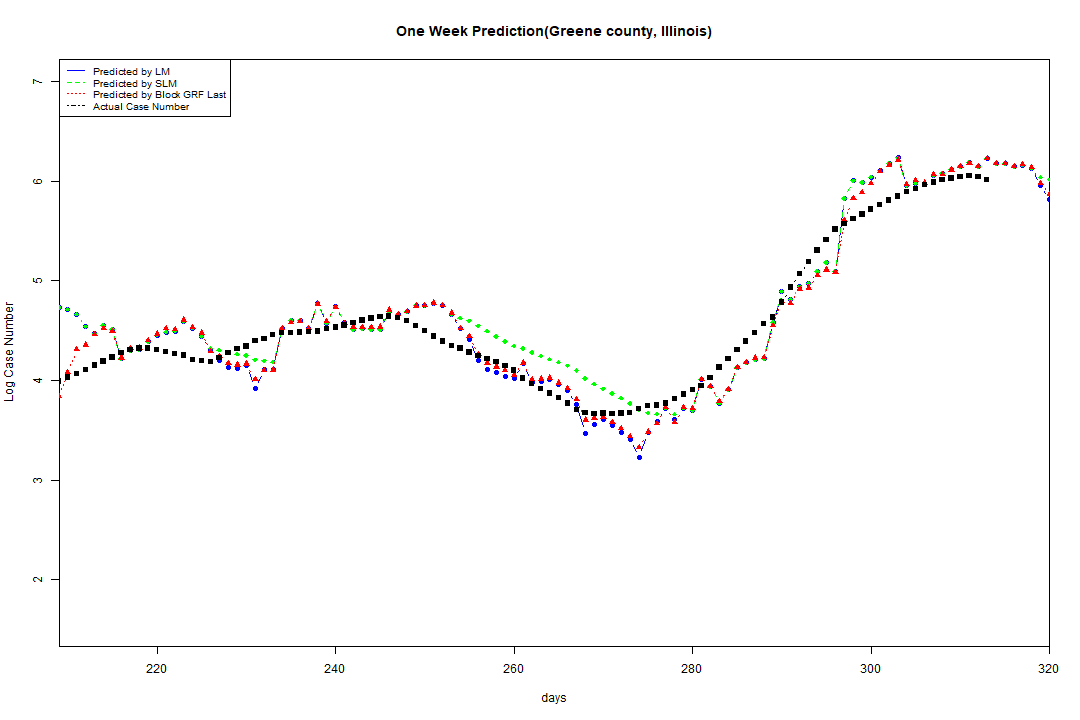 One Week Prediction(Greene county, Illinois)
Predicted by LM
Predicted by SLM
Predicted by Block GRF Last
Actual Case Number
Log Case Number
7
6
5
4
3
2
220 240 260 280 300 320
days